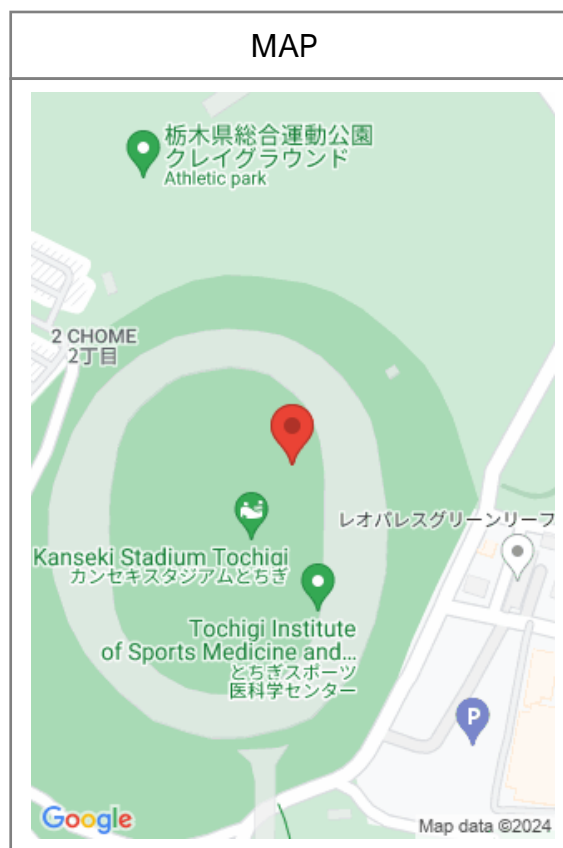 MAP
栃木県総合運動公園
クレイグラウンド
Athletic park
2 CHOME
2丁目
レオパレスグリーンリーフ
Kanseki Stadium Tochigi
カンセキスタジアムとちぎ
Tochigi Institute
of Sports Medicine and...
とちぎスポーツ
医科学センター
P
Google
Map data ©2024